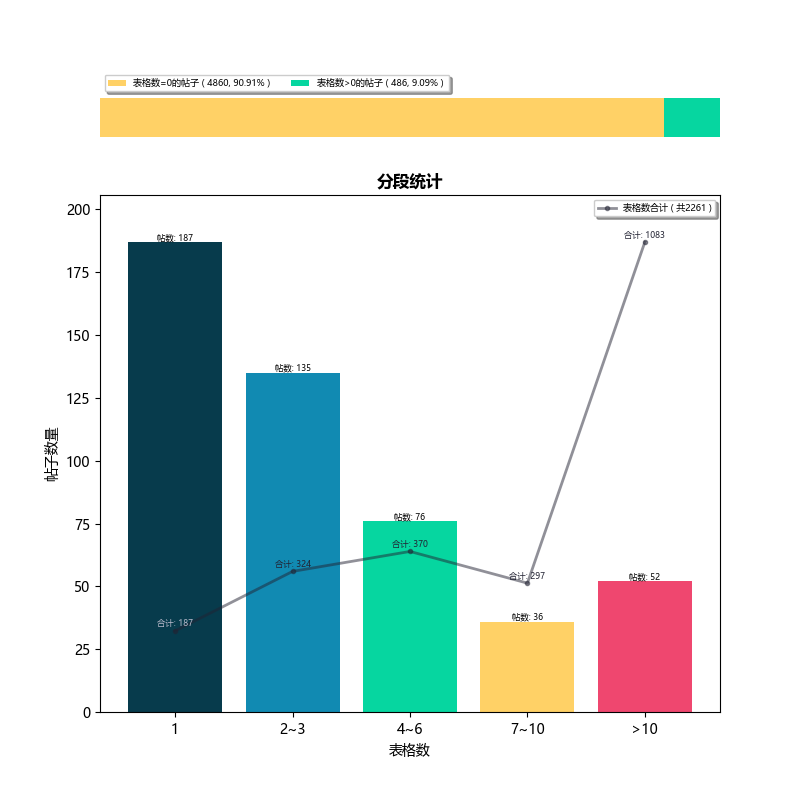 表格数=0的帖子 ( 4860, 90.91% )
表格数>0的帖子 ( 486, 9.09% )
分段统计
表格数合计 ( 共2261 )
帖子数量
200
175
150
125
100
75
50
25
0
帖数: 187
帖数: 135
帖数: 76
帖数: 36
帖数: 52
合计: 187
合计: 324
合计: 370
合计: 297
合计: 1083
1
2~3
4~6
7~10
>10
表格数